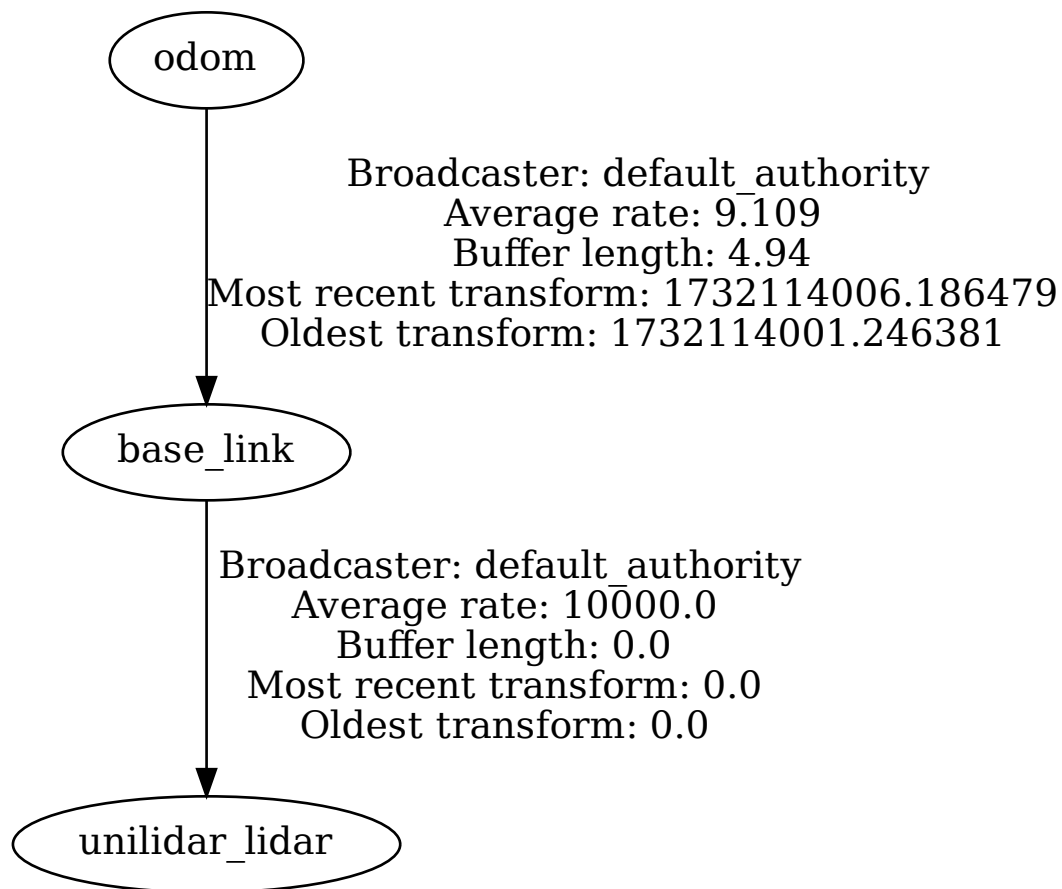 odom
Broadcaster: default_authority
Average rate: 9.109
Buffer length: 4.94
Most recent transform: 1732114006.186479
Oldest transform: 1732114001.246381
base_link
Broadcaster: default_authority
Average rate: 10000.0
Buffer length: 0.0
Most recent transform: 0.0
Oldest transform: 0.0
unilidar_lidar